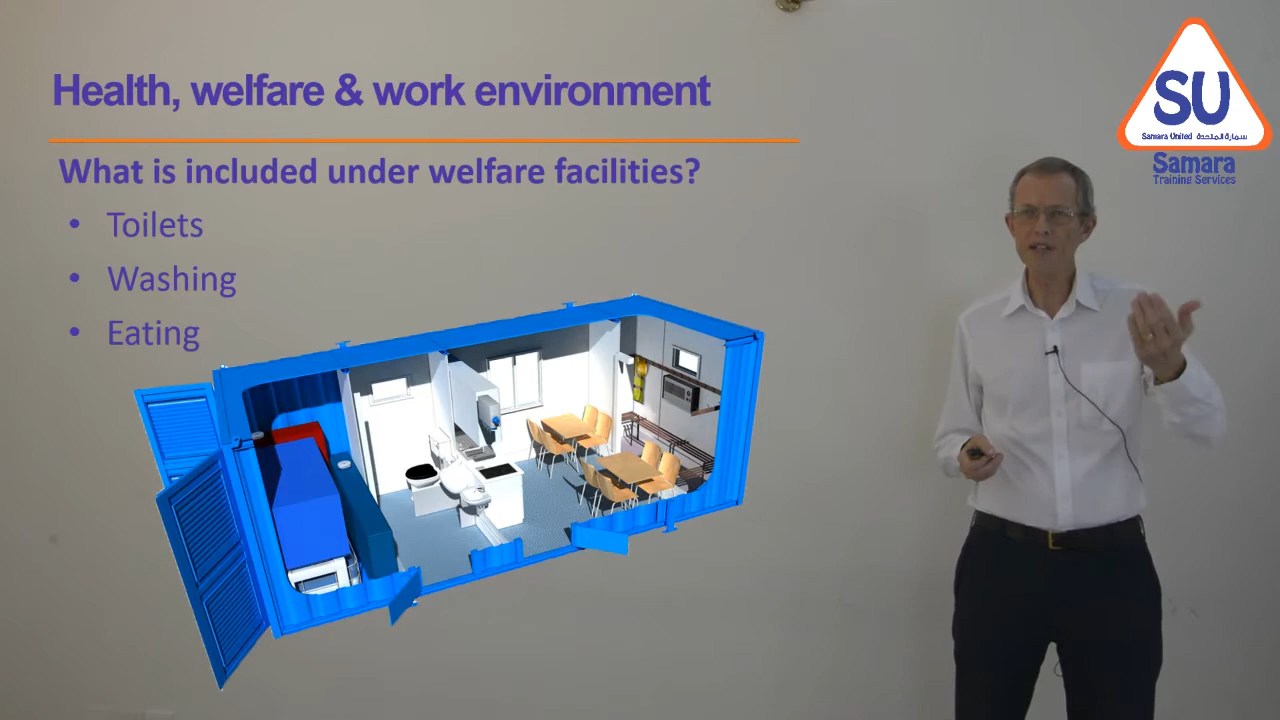 Health, welfare & work environment
What is included under welfare facilities?
• Toilets
• Washing
• Eating
SU
Samara United سمارة المتحدة
Samara
Training Services